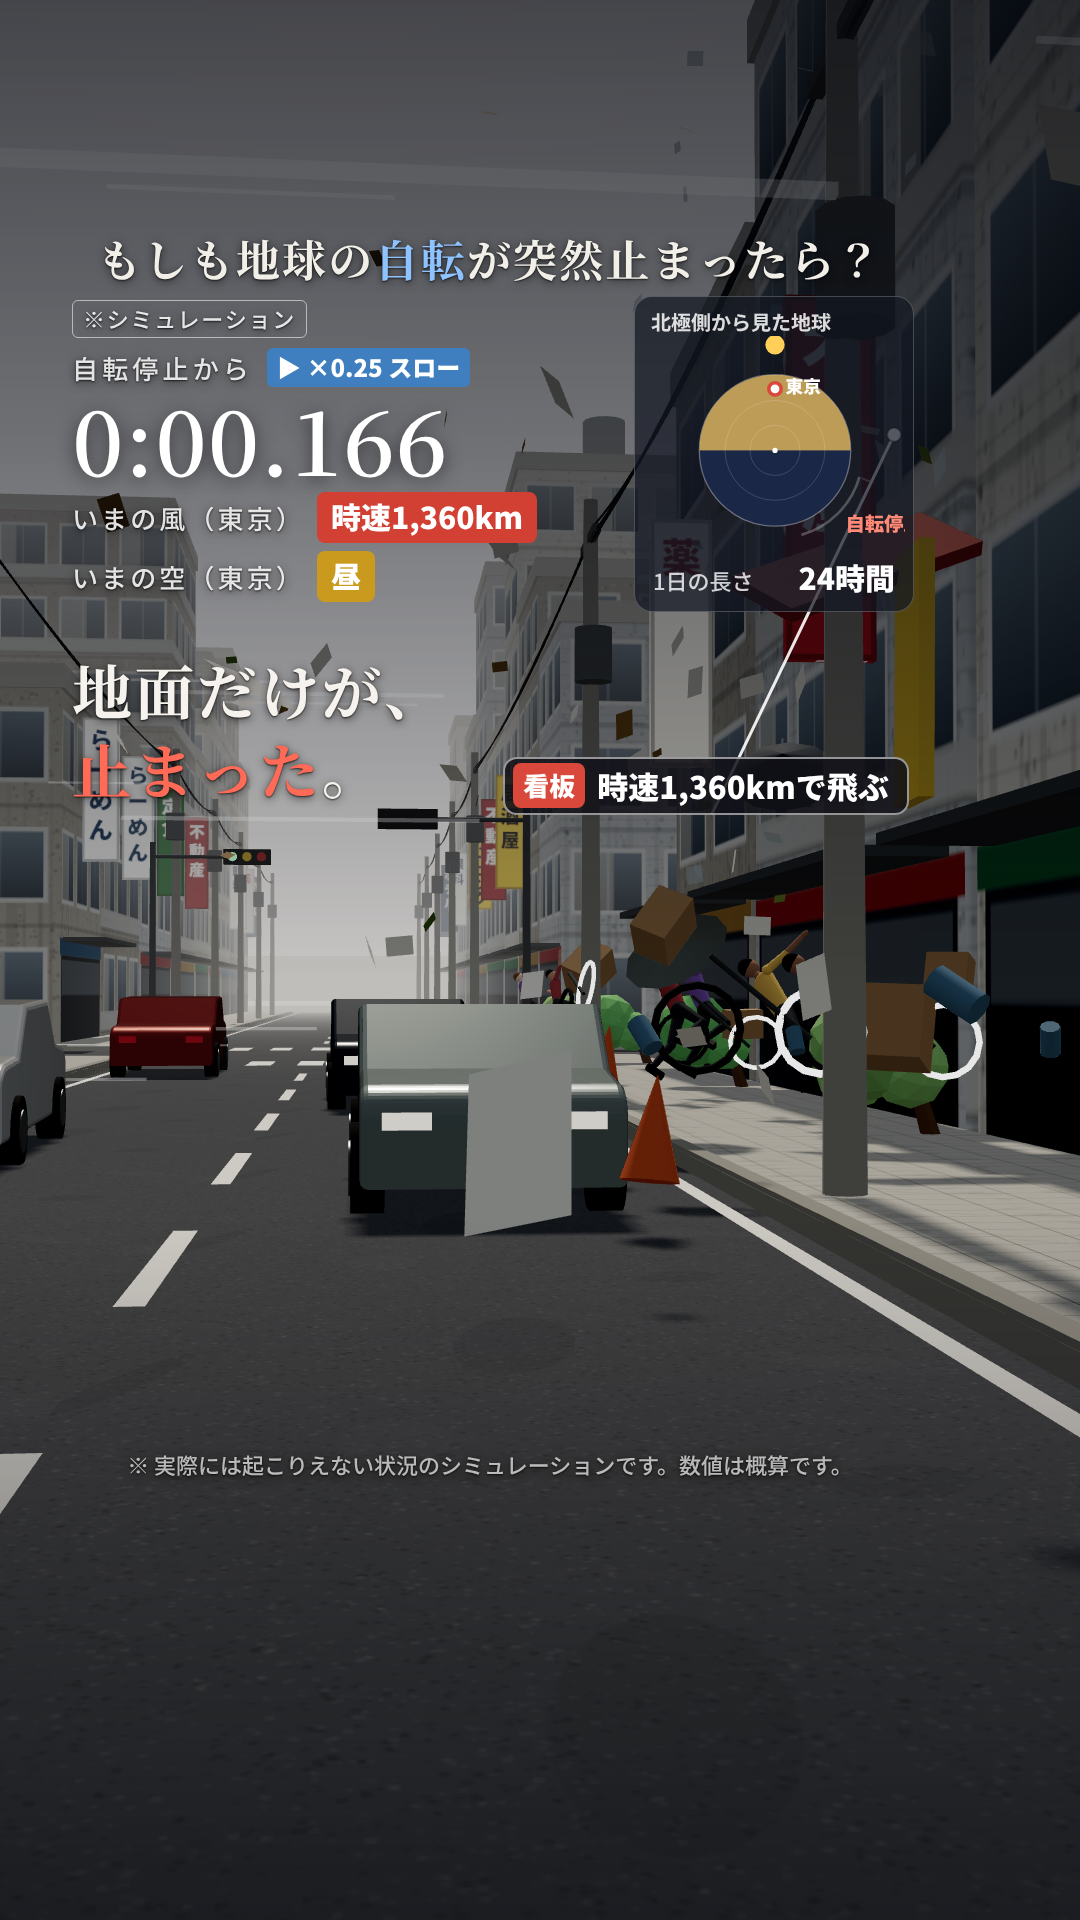 もしも地球の自転が突然止まったら？
※シミュレーション
自転停止から ▶ ×0.25 スロー
0:00.166
いまの風（東京） 時速1,360km
いまの空（東京） 昼
北極側から見た地球
東京
自転停
1日の長さ 24時間
地面だけが、
止まった。
看板 時速1,360kmで飛ぶ
薬
らーめん
不動産
不動産
※ 実際には起こりえない状況のシミュレーションです。数値は概算です。